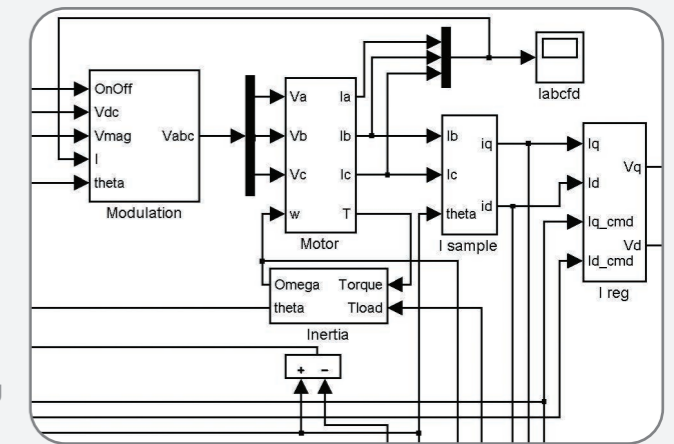 OnOff
Vdc
Vmag
I
theta
Vabc
Modulation
Va
Vb
Vc
w
Ia
Ib
Ic
T
Motor
Iabcfd
Ib
Ic
theta
iq
id
I sample
Iq
Id
Iq_cmd
Id_cmd
Vq
Vd
I reg
Omega
theta
Torque
Tload
Inertia
+ −